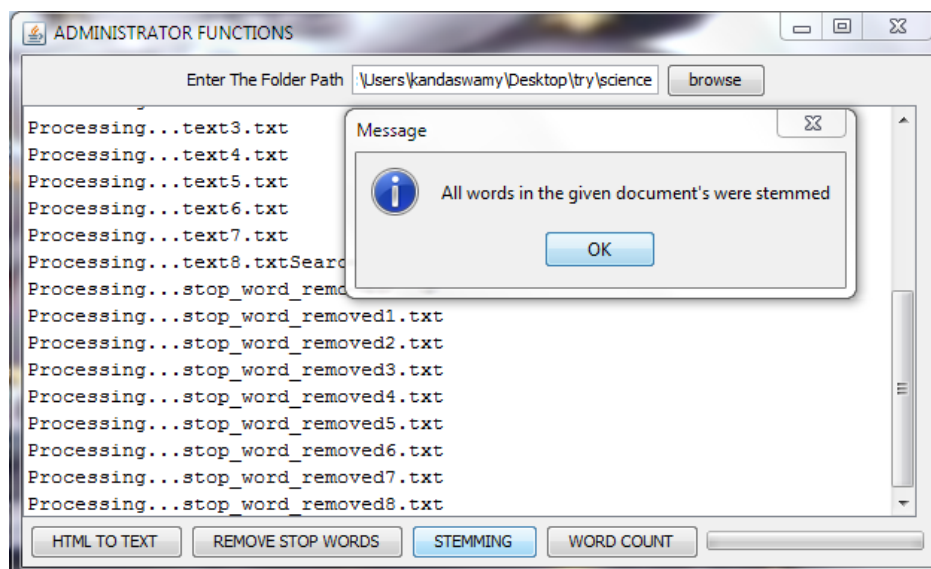 ADMINISTRATOR FUNCTIONS
Enter The Folder Path :\Users\kandaswamy\Desktop\try\science browse
Processing...text3.txt
Processing...text4.txt
Processing...text5.txt
Processing...text6.txt
Processing...text7.txt
Processing...text8.txtSearc
Processing...stop_word_remo
Processing...stop_word_removed1.txt
Processing...stop_word_removed2.txt
Processing...stop_word_removed3.txt
Processing...stop_word_removed4.txt
Processing...stop_word_removed5.txt
Processing...stop_word_removed6.txt
Processing...stop_word_removed7.txt
Processing...stop_word_removed8.txt
Message
All words in the given document's were stemmed
OK
HTML TO TEXT REMOVE STOP WORDS STEMMING WORD COUNT